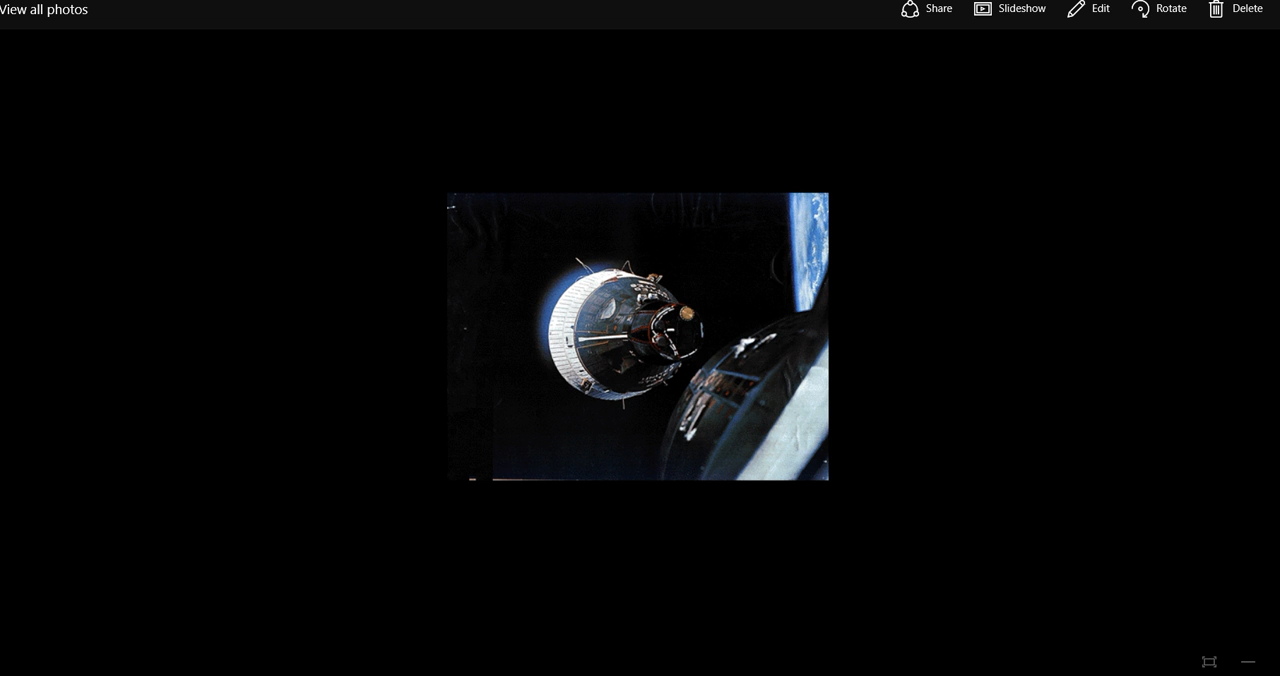 View all photos
Share
Slideshow
Edit
Rotate
Delete